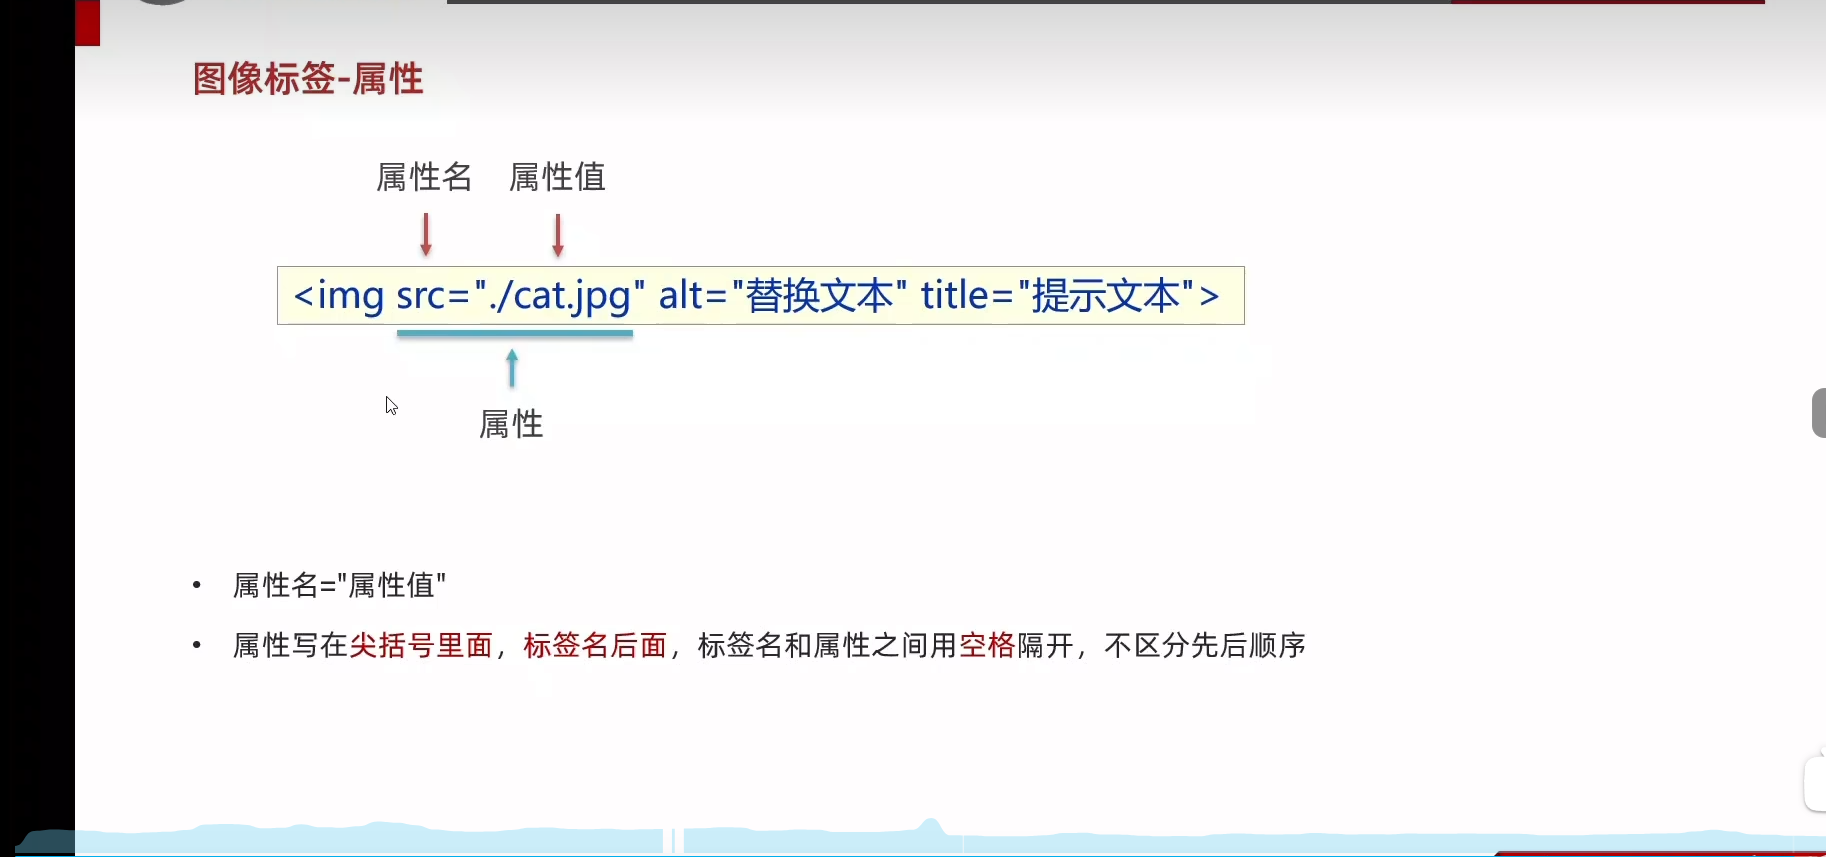 图像标签-属性
属性名 属性值
<img src="./cat.jpg" alt="替换文本" title="提示文本">
属性
• 属性名="属性值"
• 属性写在尖括号里面，标签名后面，标签名和属性之间用空格隔开，不区分先后顺序